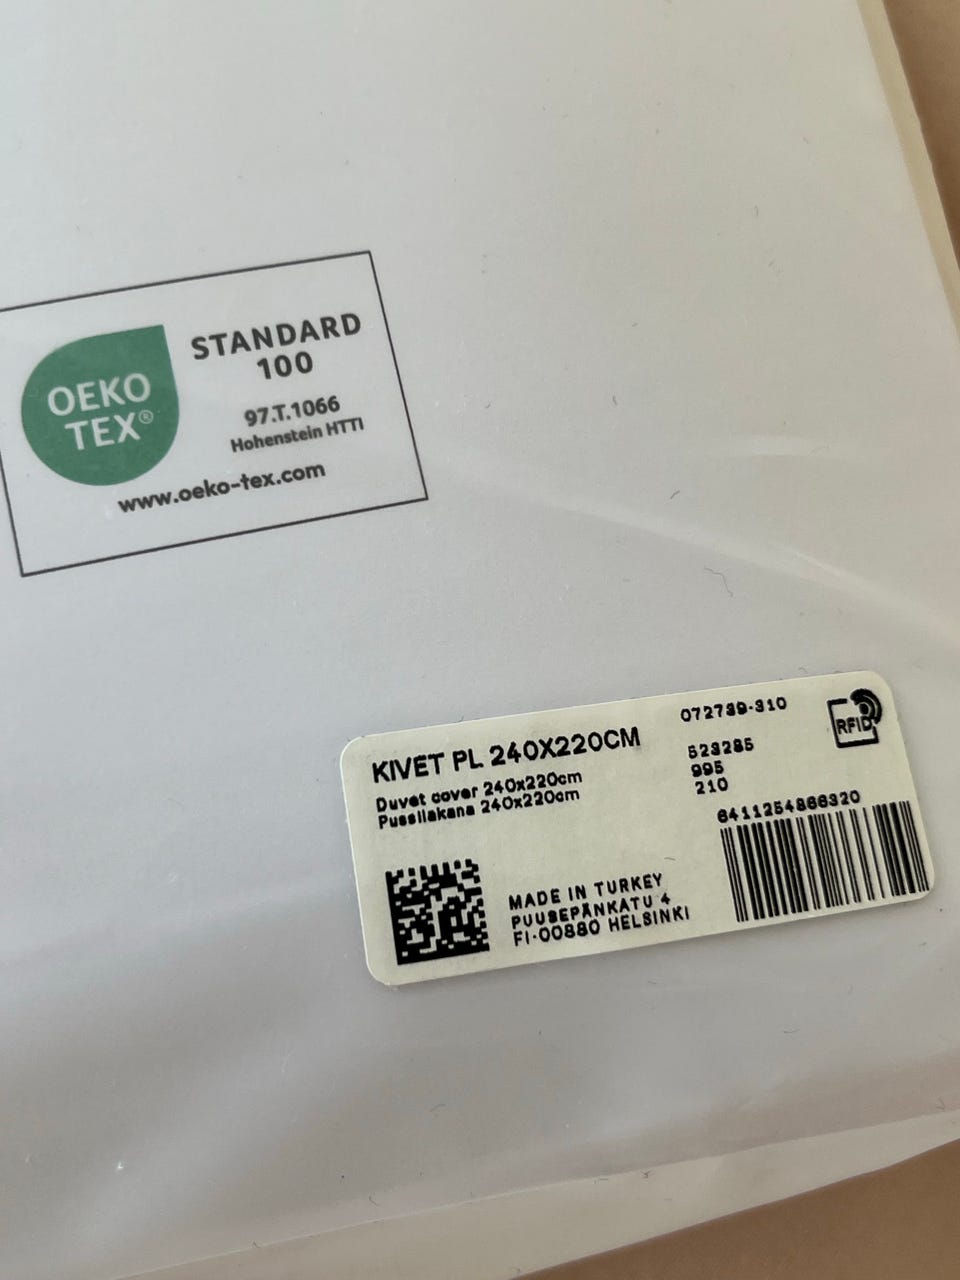 OEKO
TEX®
STANDARD
100
97.T.1066
Hohenstein HTTI
www.oeko-tex.com
KIVET PL 240X220CM
Duvet cover 240x220cm
Pussilakana 240x220cm
072739-310
523285
995
210
RFID
6411254866320
MADE IN TURKEY
PUUSEPÄNKATU 4
FI-00880 HELSINKI